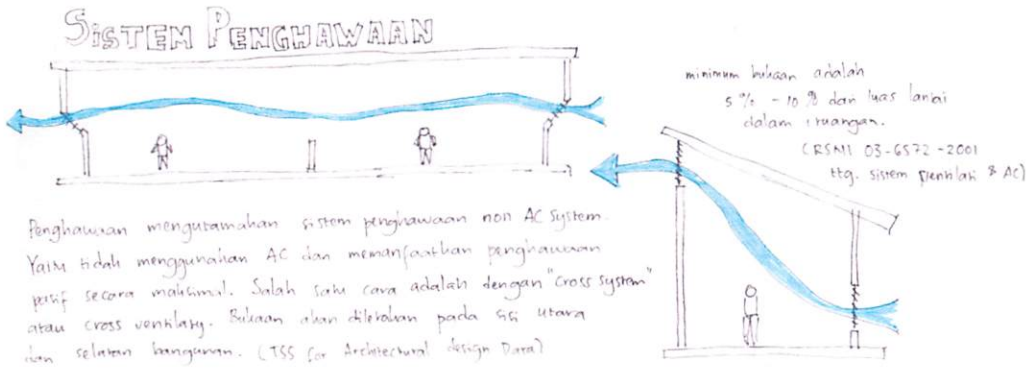 SISTEM PENGHAWAAN
minimum bukaan adalah
5% - 10% dari luas lantai
dalam ruangan.
(RSNI 03-6572-2001
ttg. sistem ventilasi & AC)
Penghawaan mengutamakan sistem penghawaan non AC System.
Yaitu tidak menggunakan AC dan memanfaatkan penghawaan
pasif secara maksimal. Salah satu cara adalah dengan "Cross system"
atau cross ventilasy. Bukaan akan diletakan pada sisi utara
dan selatan bangunan. (TSS for Architectural design Data)